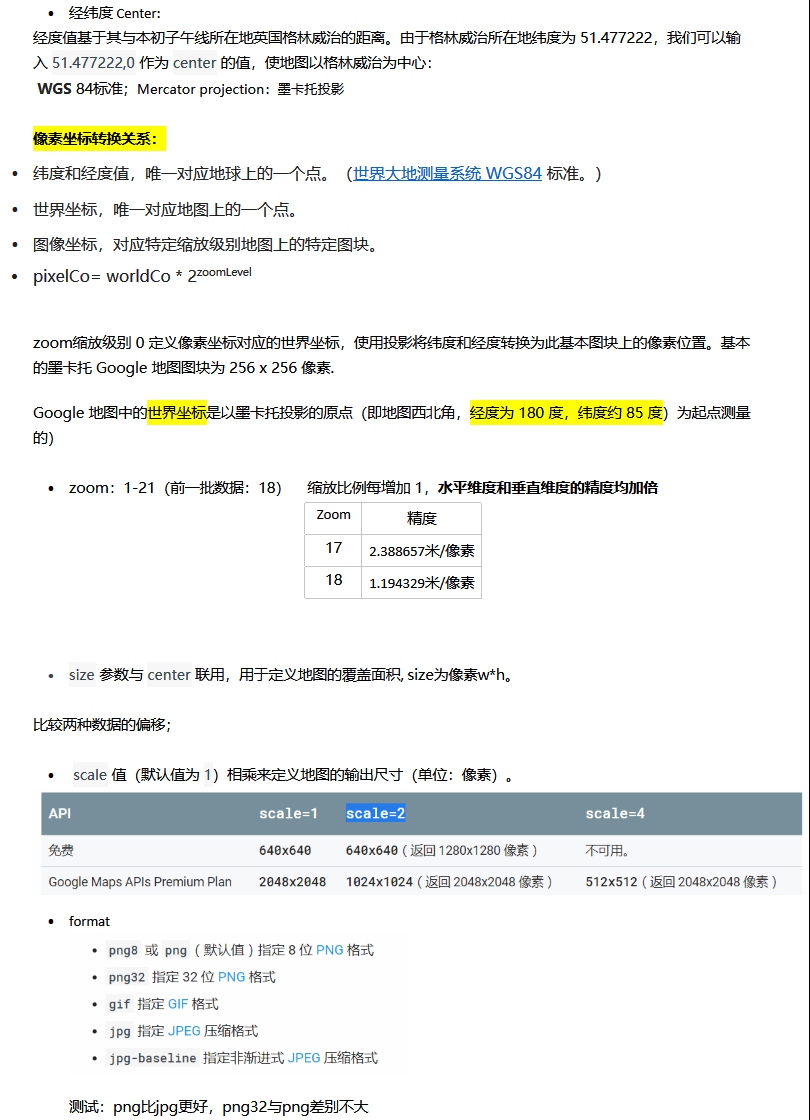 • 经纬度 Center:
经度值基于其与本初子午线所在地英国格林威治的距离。由于格林威治所在地纬度为 51.477222，我们可以输
入 51.477222,0 作为 center 的值，使地图以格林威治为中心：
WGS 84标准；Mercator projection：墨卡托投影
像素坐标转换关系：
• 纬度和经度值，唯一对应地球上的一个点。（世界大地测量系统 WGS84 标准。）
• 世界坐标，唯一对应地图上的一个点。
• 图像坐标，对应特定缩放级别地图上的特定图块。
• pixelCo= worldCo * 2^zoomLevel
zoom缩放级别 0 定义像素坐标对应的世界坐标，使用投影将纬度和经度转换为此基本图块上的像素位置。基本
的墨卡托 Google 地图图块为 256 x 256 像素.
Google 地图中的世界坐标是以墨卡托投影的原点（即地图西北角，经度为 180 度，纬度约 85 度）为起点测量
的）
• zoom：1-21（前一批数据：18） 缩放比例每增加 1，水平维度和垂直维度的精度均加倍
Zoom 精度
17 2.388657米/像素
18 1.194329米/像素
• size 参数与 center 联用，用于定义地图的覆盖面积, size为像素w*h。
比较两种数据的偏移；
• scale 值（默认值为 1）相乘来定义地图的输出尺寸（单位：像素）。
API scale=1 scale=2 scale=4
免费 640x640 640x640 ( 返回 1280x1280 像素 ) 不可用。
Google Maps APIs Premium Plan 2048x2048 1024x1024 ( 返回 2048x2048 像素 ) 512x512 ( 返回 2048x2048 像素 )
• format
• png8 或 png ( 默认值 ) 指定 8 位 PNG 格式
• png32 指定 32 位 PNG 格式
• gif 指定 GIF 格式
• jpg 指定 JPEG 压缩格式
• jpg-baseline 指定非渐进式 JPEG 压缩格式
测试：png比jpg更好，png32与png差别不大